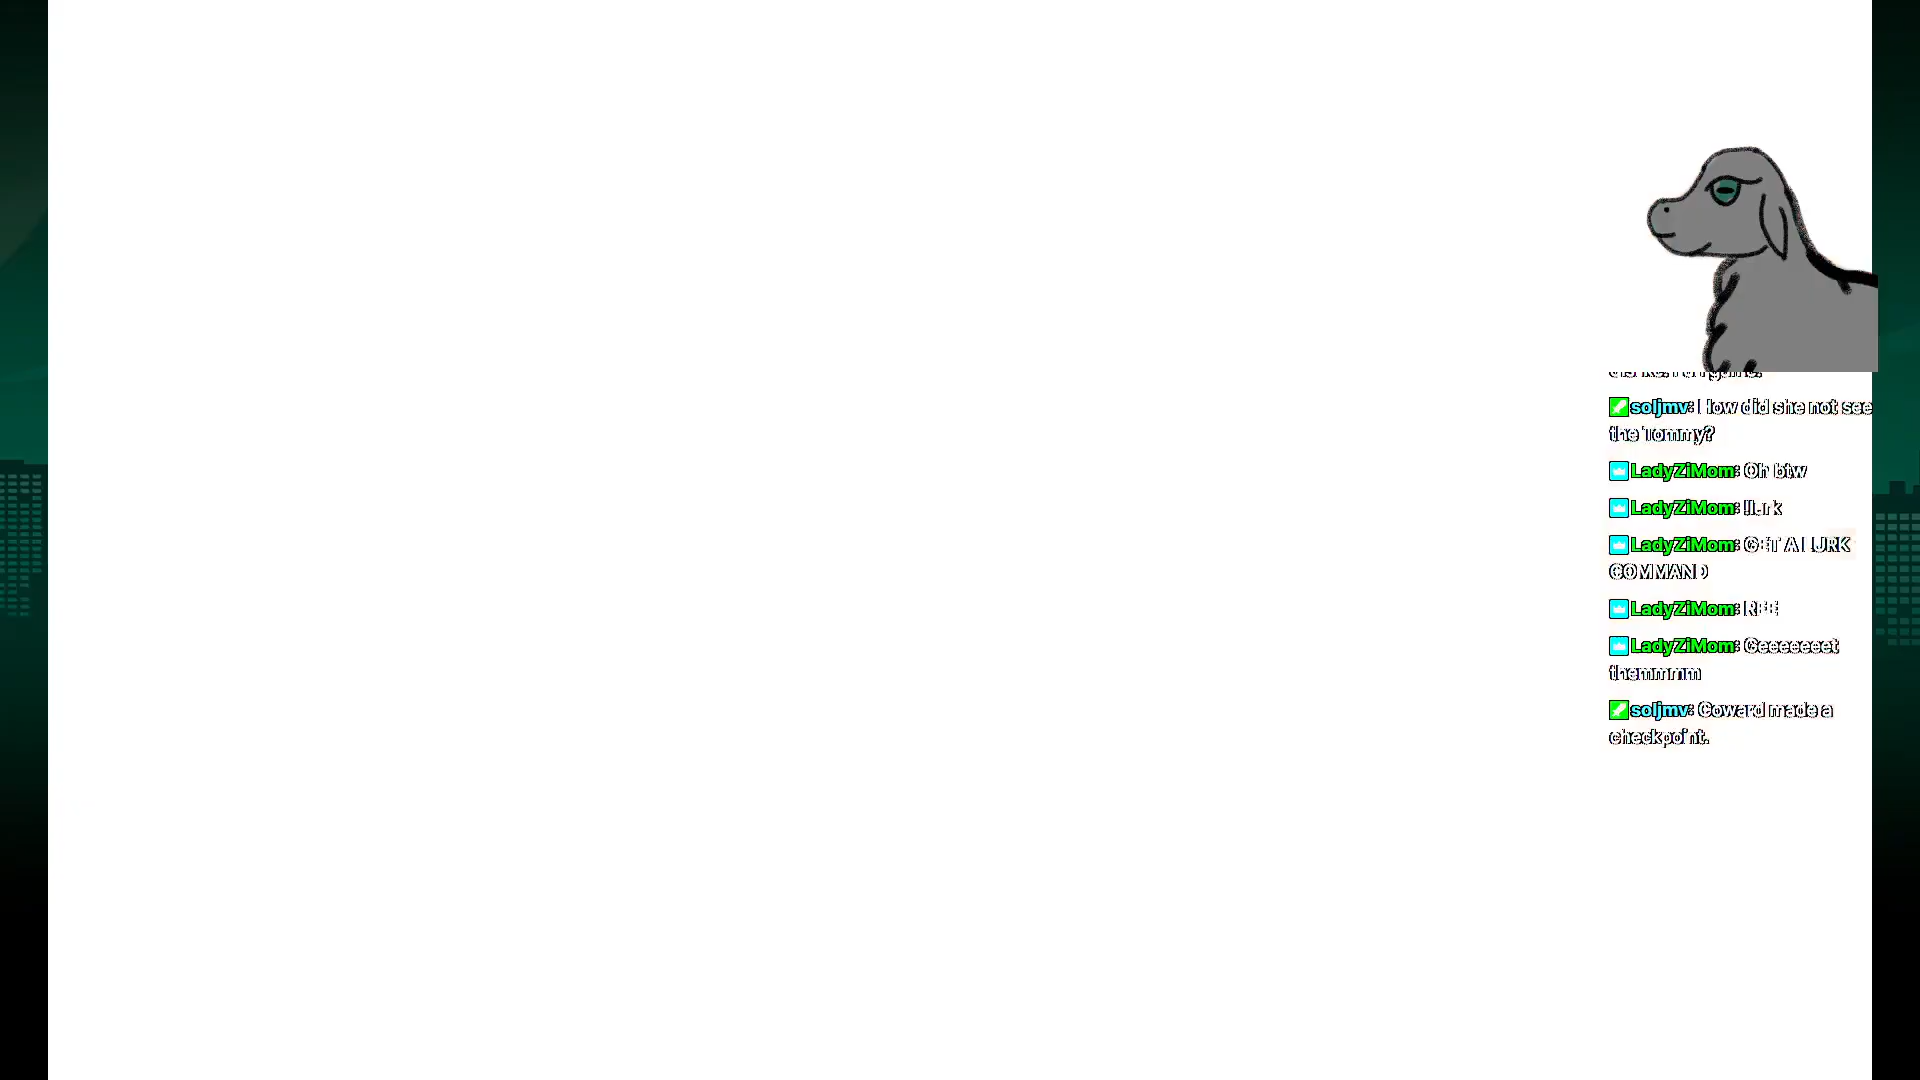 soljmv: How did she not see
the Tommy?
LadyZiMom: Oh btw
LadyZiMom: !lurk
LadyZiMom: GET A LURK
COMMAND
LadyZiMom: REE
LadyZiMom: Geeeeeeet
themmmm
soljmv: Coward made a
checkpoint.